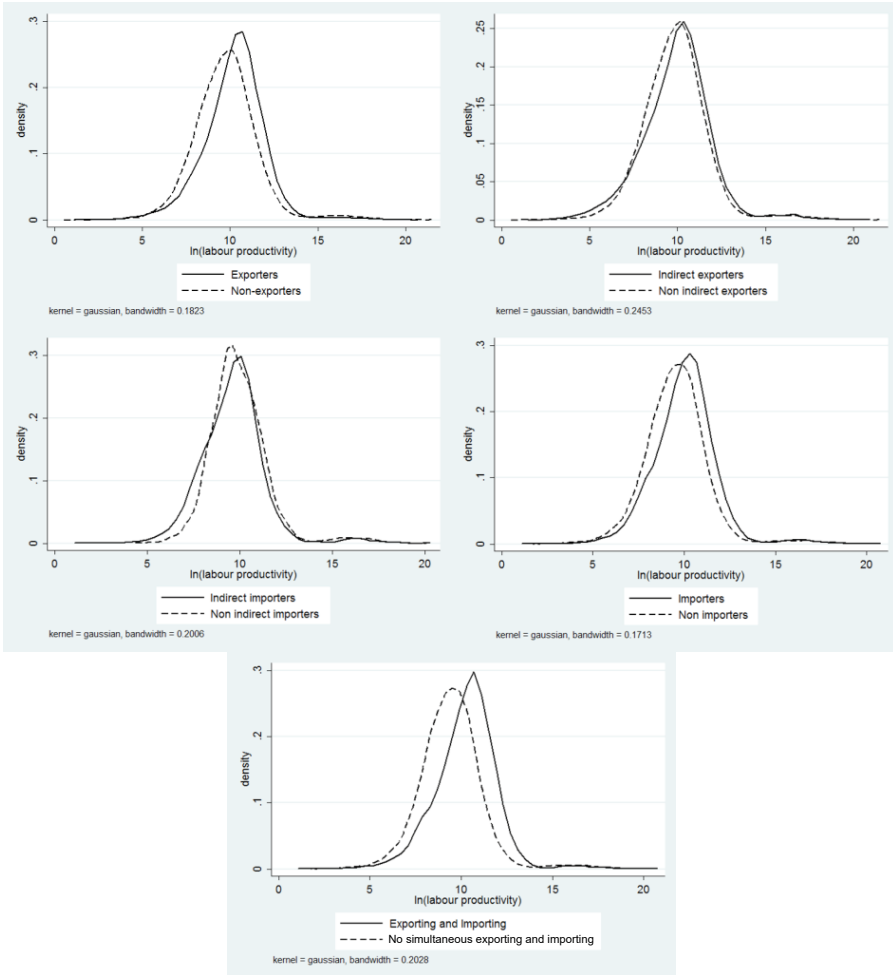 .3
.2
.1
0
density
0 5 10 15 20
ln(labour productivity)
Exporters
Non-exporters
kernel = gaussian, bandwidth = 0.1823
.25
.2
.15
.1
.05
0
density
0 5 10 15 20
ln(labour productivity)
Indirect exporters
Non indirect exporters
kernel = gaussian, bandwidth = 0.2453
.3
.2
.1
0
density
0 5 10 15 20
ln(labour productivity)
Indirect importers
Non indirect importers
kernel = gaussian, bandwidth = 0.2006
.3
.2
.1
0
density
0 5 10 15 20
ln(labour productivity)
Importers
Non importers
kernel = gaussian, bandwidth = 0.1713
.3
.2
.1
0
density
0 5 10 15 20
ln(labour productivity)
Exporting and Importing
No simultaneous exporting and importing
kernel = gaussian, bandwidth = 0.2028